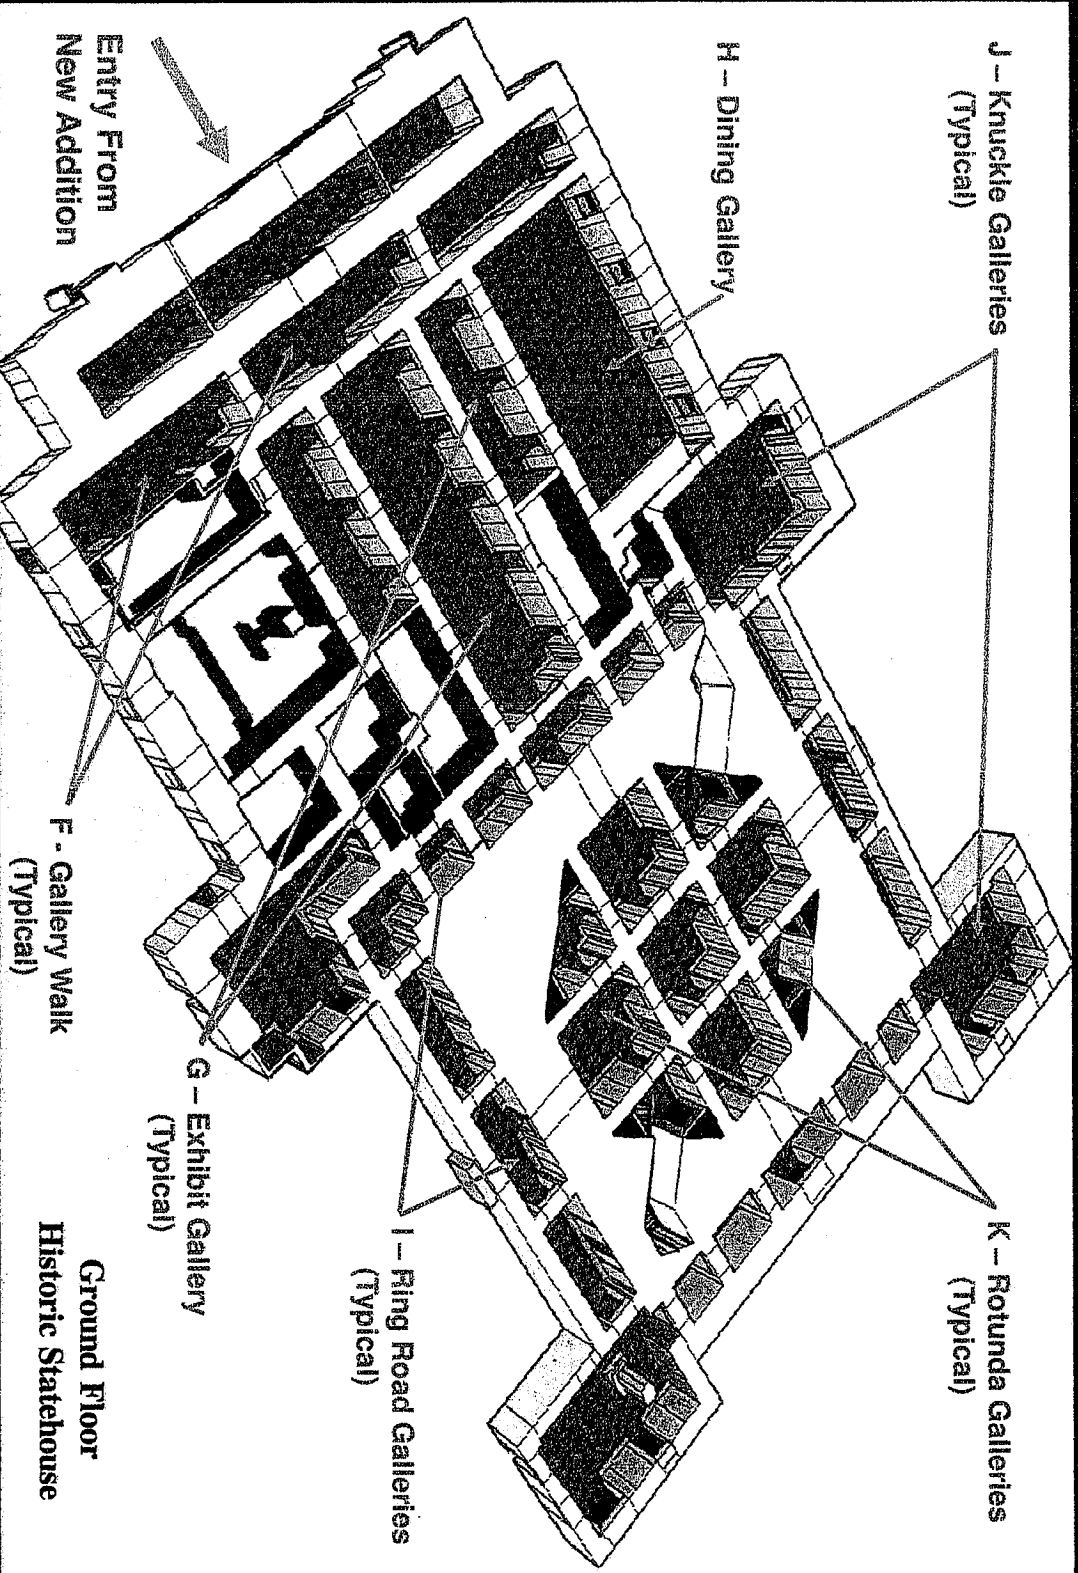 J – Knuckle Galleries
(Typical)
K – Rotunda Galleries
(Typical)
H – Dining Gallery
I – Ring Road Galleries
(Typical)
G – Exhibit Gallery
(Typical)
Entry From
New Addition
F - Gallery Walk
(Typical)
Ground Floor
Historic Statehouse